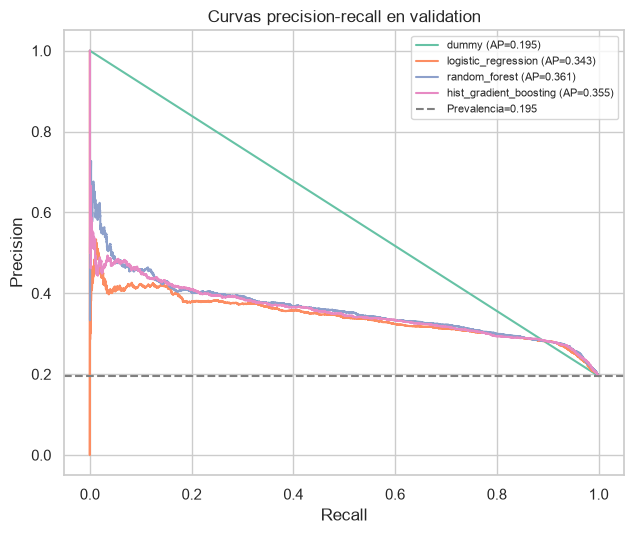 Curvas precision-recall en validation
dummy (AP=0.195)
logistic_regression (AP=0.343)
random_forest (AP=0.361)
hist_gradient_boosting (AP=0.355)
Prevalencia=0.195
Precision
1.0
0.8
0.6
0.4
0.2
0.0
0.0 0.2 0.4 0.6 0.8 1.0
Recall